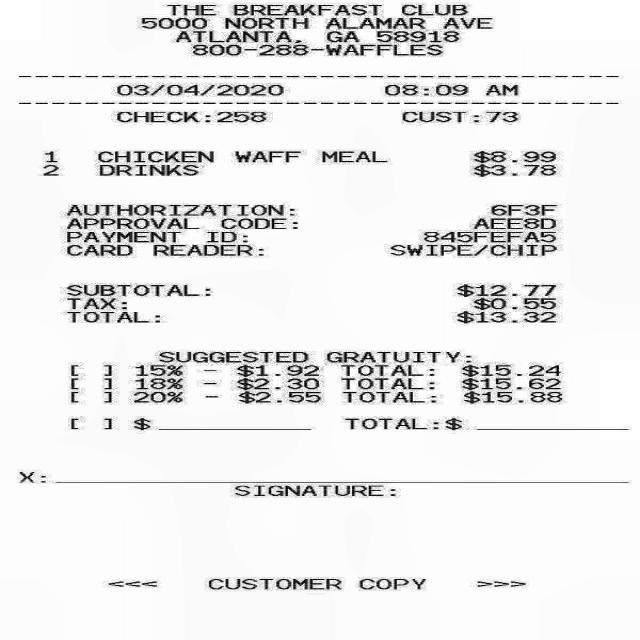 THE BREAKFAST CLUB
5000 NORTH ALAMAR AVE
ATLANTA, GA 58918
800-288-WAFFLES
03/04/2020 08:09 AM
CHECK:258 CUST:73
1 CHICKEN WAFF MEAL $8.99
2 DRINKS $3.78
AUTHORIZATION: 6F3F
APPROVAL CODE: AEE8D
PAYMENT ID: 845FEFA5
CARD READER: SWIPE/CHIP
SUBTOTAL: $12.77
TAX: $0.55
TOTAL: $13.32
SUGGESTED GRATUITY:
[ ] 15% - $1.92 TOTAL: $15.24
[ ] 18% - $2.30 TOTAL: $15.62
[ ] 20% - $2.55 TOTAL: $15.88
[ ] $ ________ TOTAL:$ ________
X: ________
SIGNATURE:
<<< CUSTOMER COPY >>>